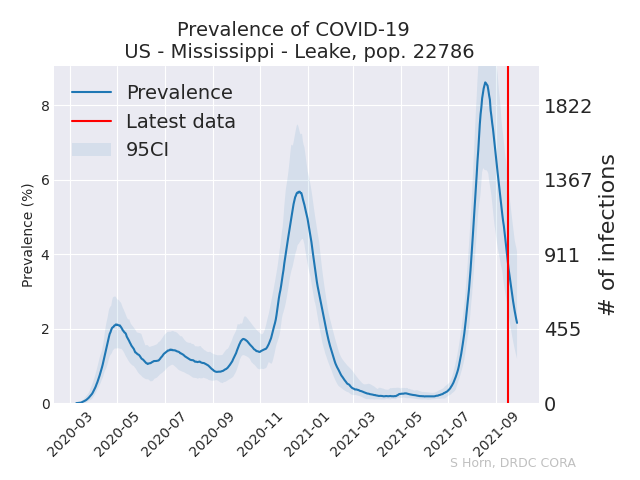 Prevalence of COVID-19
US - Mississippi - Leake, pop. 22786
Prevalence
Latest data
95CI
Prevalence (%)
8
6
4
2
0
# of infections
1822
1367
911
455
0
2020-03
2020-05
2020-07
2020-09
2020-11
2021-01
2021-03
2021-05
2021-07
2021-09
S Horn, DRDC CORA